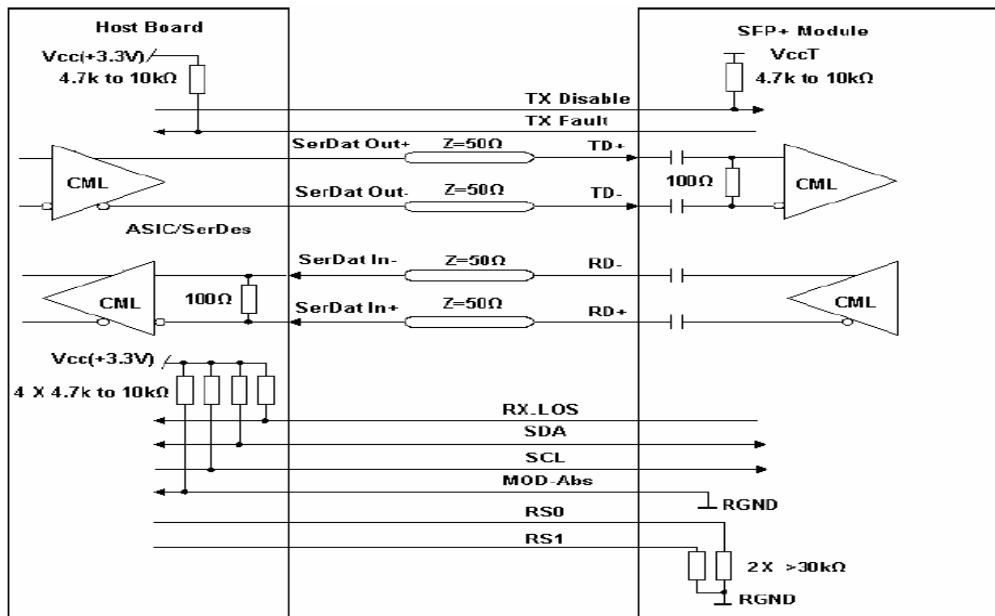 Host Board
SFP+ Module
Vcc(+3.3V)
4.7k to 10kΩ
VccT
4.7k to 10kΩ
TX Disable
TX Fault
SerDat Out+
Z=50Ω
TD+
CML
100Ω
CML
SerDat Out-
Z=50Ω
TD-
ASIC/SerDes
SerDat In-
Z=50Ω
RD-
CML
100Ω
CML
SerDat In+
Z=50Ω
RD+
Vcc(+3.3V)
4 X 4.7k to 10kΩ
RX_LOS
SDA
SCL
MOD-Abs
RGND
RS0
RS1
2 X >30kΩ
RGND